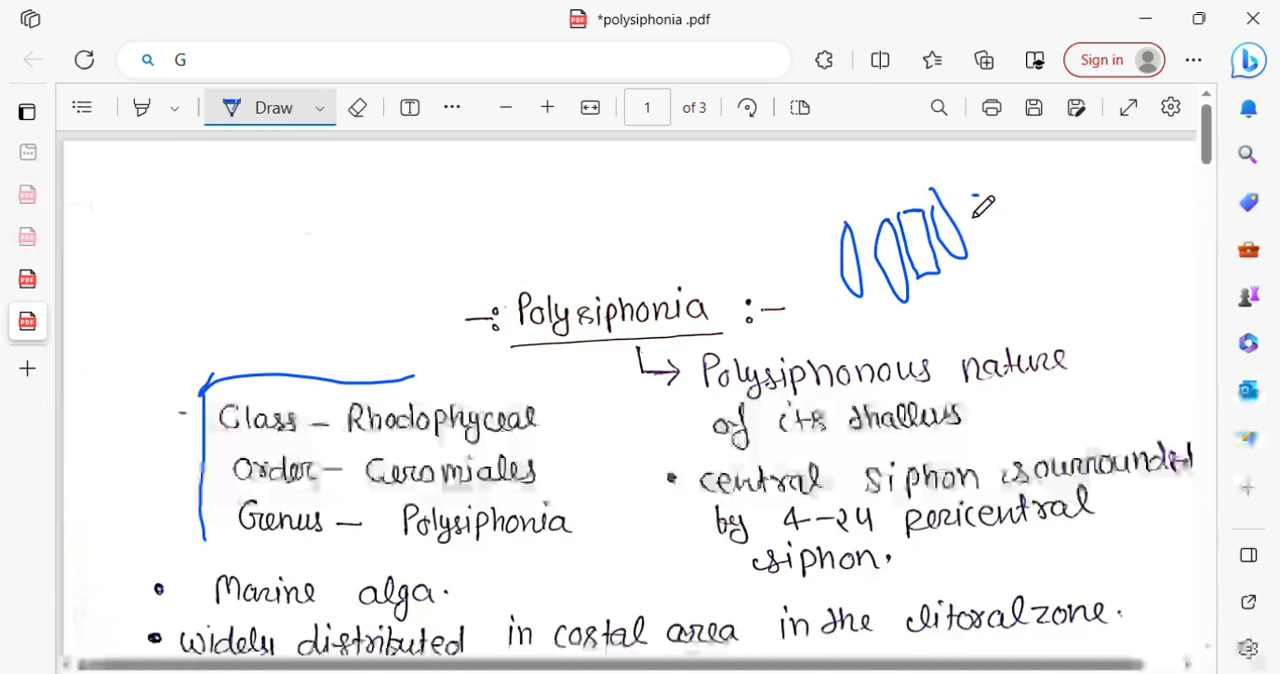 *polysiphonia .pdf
G
Sign in
Draw
1 of 3
-: Polysiphonia :-
↳ Polysiphonous nature
of its thallus
Class - Rhodophyceal
Order - Ceromiales
Genus - Polysiphonia
• central siphon is surrounded
by 4-24 pericentral
siphon.
• Marine alga.
• widely distributed in costal area in the litoral zone.